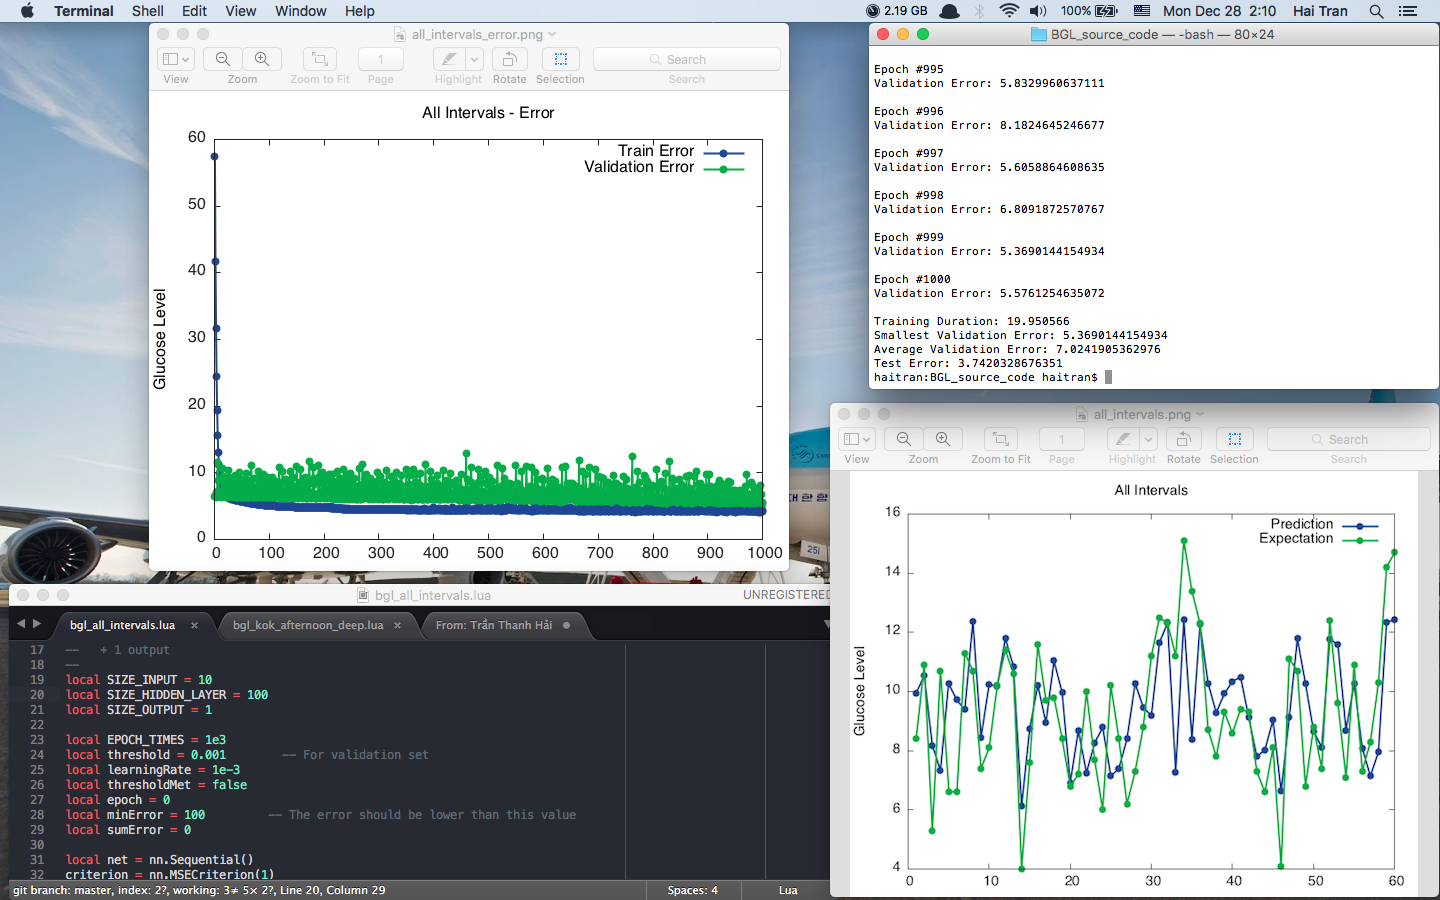 Terminal Shell Edit View Window Help
2.19 GB 100% Mon Dec 28 2:10 Hai Tran
all_intervals_error.png
1 Search
View Zoom Zoom to Fit Page Highlight Rotate Selection Search
All Intervals - Error
Train Error
Validation Error
Glucose Level
60
50
40
30
20
10
0
0 100 200 300 400 500 600 700 800 900 1000
BGL_source_code — -bash — 80×24
Epoch #995
Validation Error: 5.8329960637111
Epoch #996
Validation Error: 8.1824645246677
Epoch #997
Validation Error: 5.6058864608635
Epoch #998
Validation Error: 6.8091872570767
Epoch #999
Validation Error: 5.3690144154934
Epoch #1000
Validation Error: 5.5761254635072
Training Duration: 19.950566
Smallest Validation Error: 5.3690144154934
Average Validation Error: 7.0241905362976
Test Error: 3.7420328676351
haitran:BGL_source_code haitran$
all_intervals.png
1 Search
View Zoom Zoom to Fit Page Highlight Rotate Selection Search
All Intervals
Prediction
Expectation
Glucose Level
16
14
12
10
8
6
4
0 10 20 30 40 50 60
대한항
251
bgl_all_intervals.lua
UNREGISTERED
bgl_all_intervals.lua × bgl_kok_afternoon_deep.lua × From: Trần Thanh Hải
17 -- + 1 output
18 --
19 local SIZE_INPUT = 10
20 local SIZE_HIDDEN_LAYER = 100
21 local SIZE_OUTPUT = 1
22
23 local EPOCH_TIMES = 1e3
24 local threshold = 0.001 -- For validation set
25 local learningRate = 1e-3
26 local thresholdMet = false
27 local epoch = 0
28 local minError = 100 -- The error should be lower than this value
29 local sumError = 0
30
31 local net = nn.Sequential()
32 criterion = nn.MSECriterion(1)
git branch: master, index: 2?, working: 3≠ 5× 2?, Line 20, Column 29
Spaces: 4
Lua